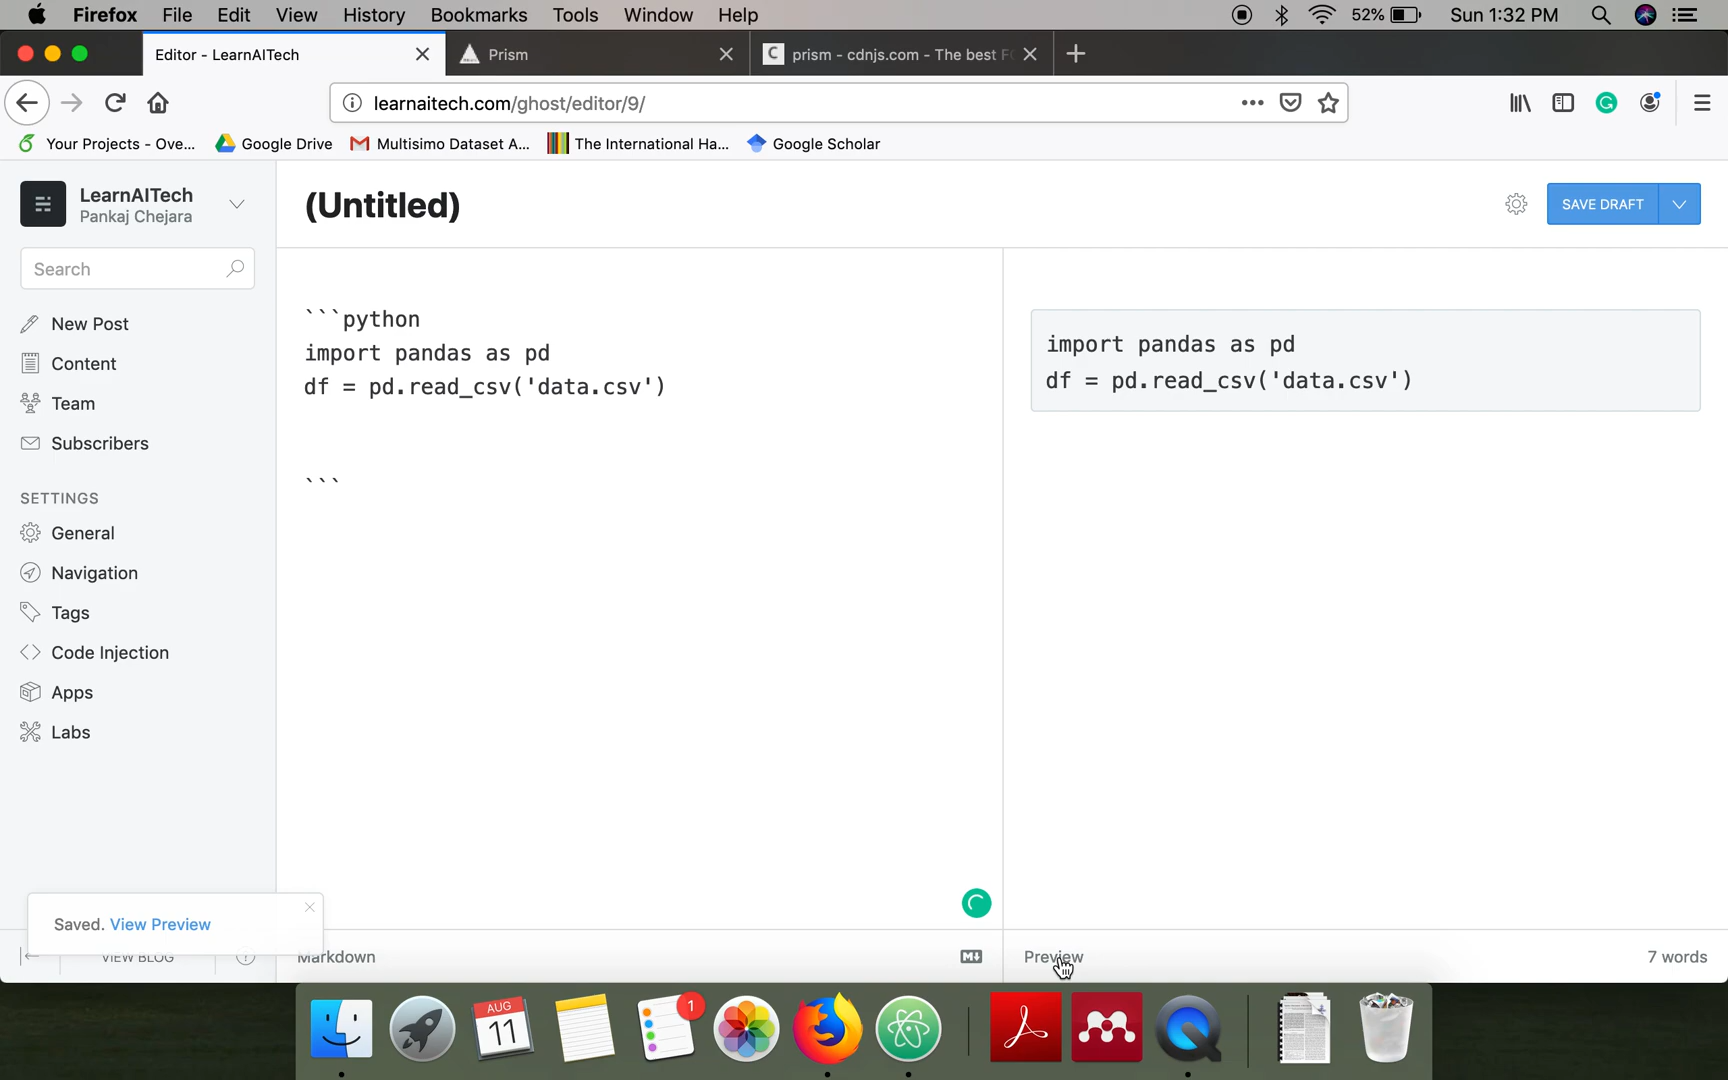 Firefox File Edit View History Bookmarks Tools Window Help 52% Sun 1:32 PM
Editor - LearnAITech Prism C prism - cdnjs.com - The best F
learnaitech.com/ghost/editor/9/
Your Projects - Ove... Google Drive Multisimo Dataset A... The International Ha... Google Scholar
LearnAITech
Pankaj Chejara
(Untitled)
SAVE DRAFT
Search
New Post
Content
Team
Subscribers
SETTINGS
General
Navigation
Tags
Code Injection
Apps
Labs
```python
import pandas as pd
df = pd.read_csv('data.csv')
```
import pandas as pd
df = pd.read_csv('data.csv')
Saved. View Preview
VIEW BLOG
?
Markdown
M
Preview
7 words
AUG
11
1